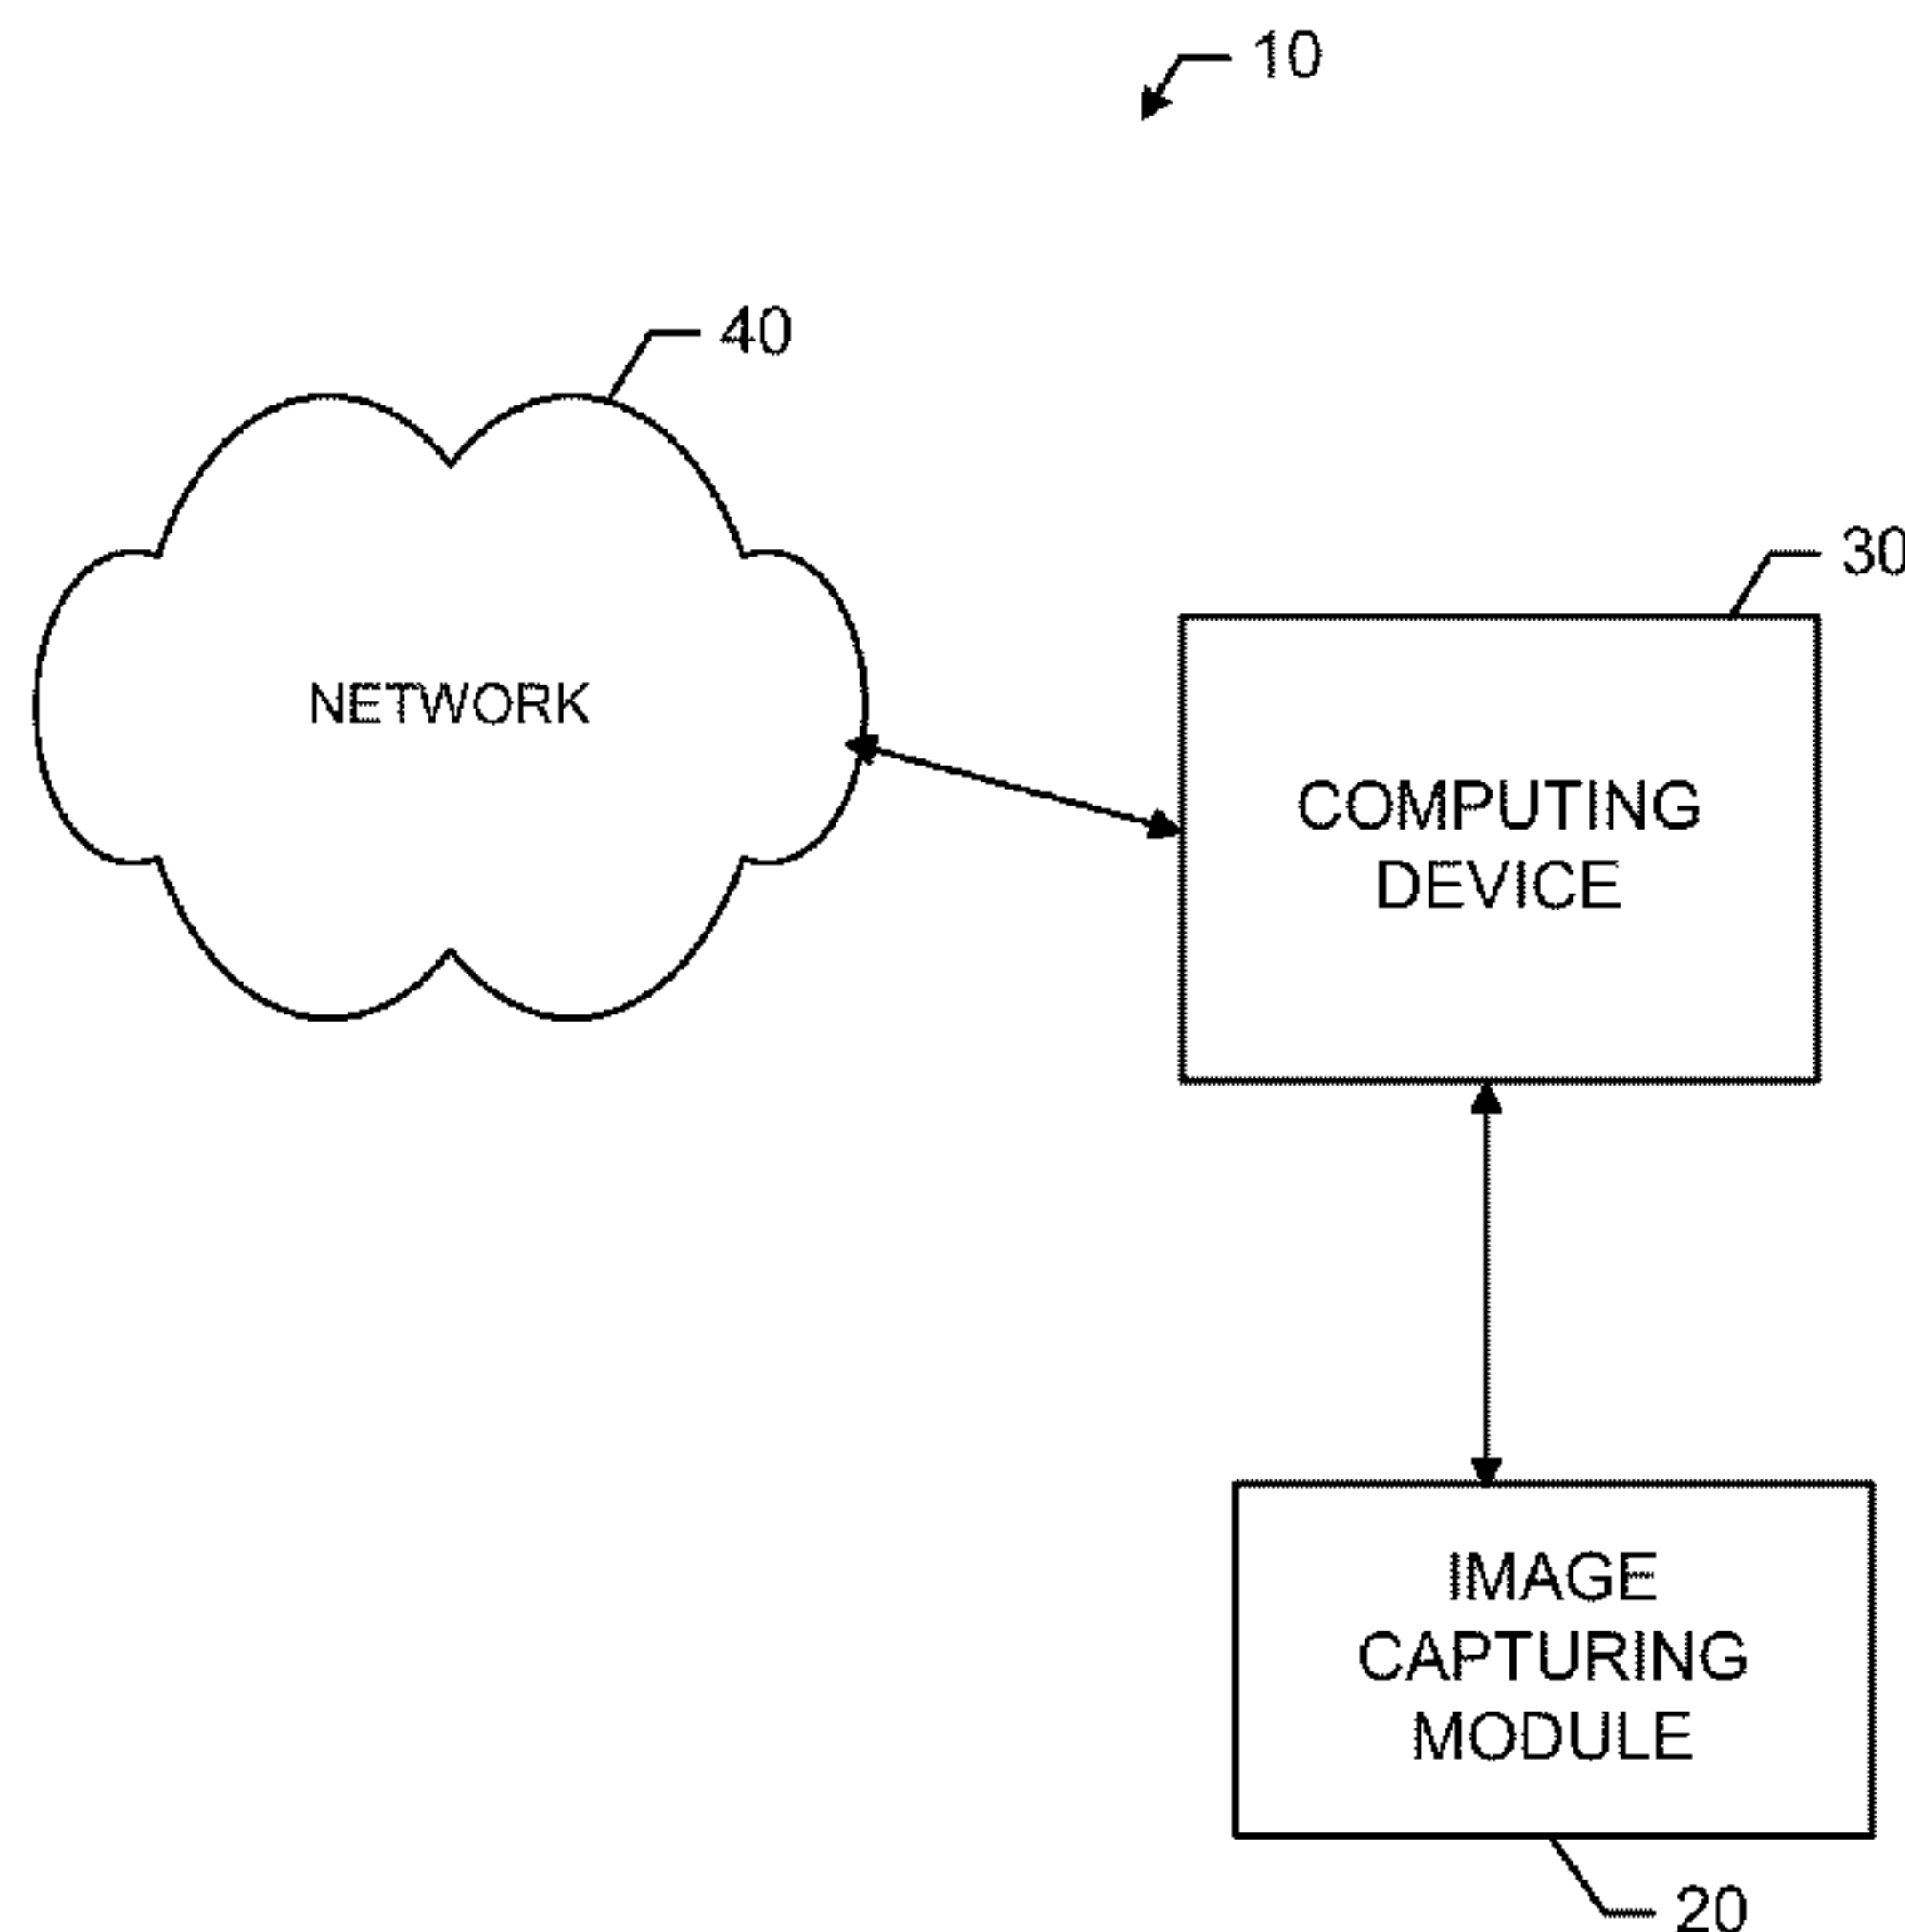 10
40
NETWORK
30
COMPUTING
DEVICE
IMAGE
CAPTURING
MODULE
20